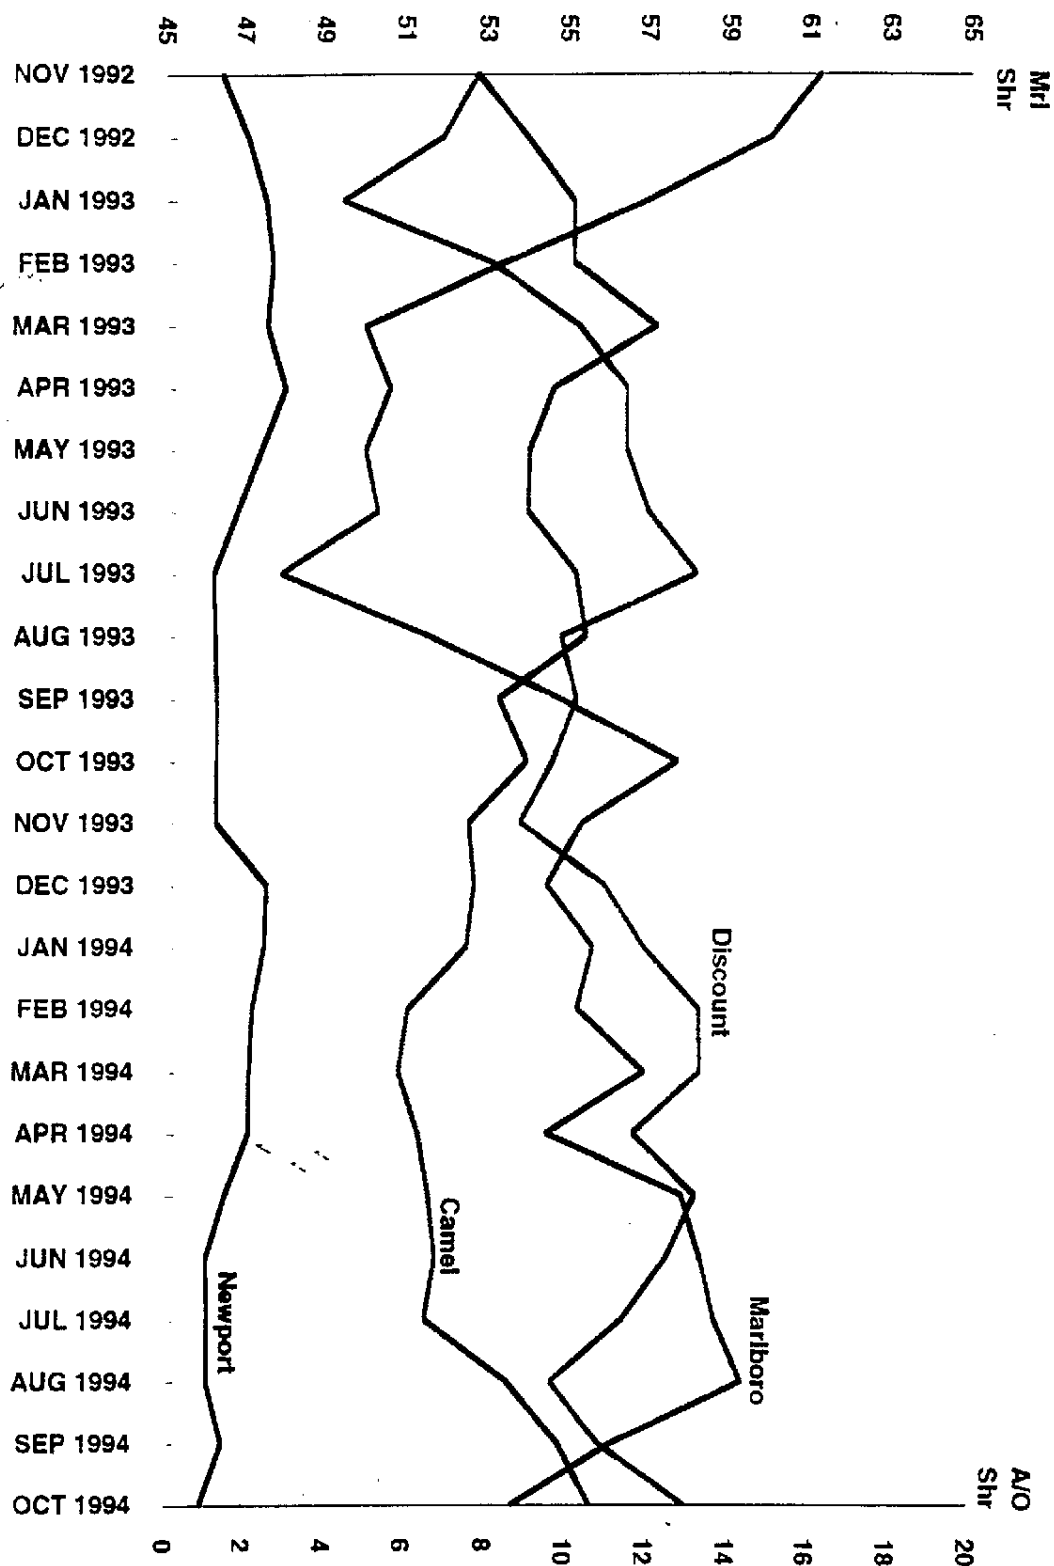 Mrl
Shr
65
63
61
59
57
55
53
51
49
47
45
NOV 1992
DEC 1992
JAN 1993
FEB 1993
MAR 1993
APR 1993
MAY 1993
JUN 1993
JUL 1993
AUG 1993
SEP 1993
OCT 1993
NOV 1993
DEC 1993
JAN 1994
FEB 1994
MAR 1994
APR 1994
MAY 1994
JUN 1994
JUL 1994
AUG 1994
SEP 1994
OCT 1994
Discount
Marlboro
Camel
Newport
A/O
Shr
20
18
16
14
12
10
8
6
4
2
0